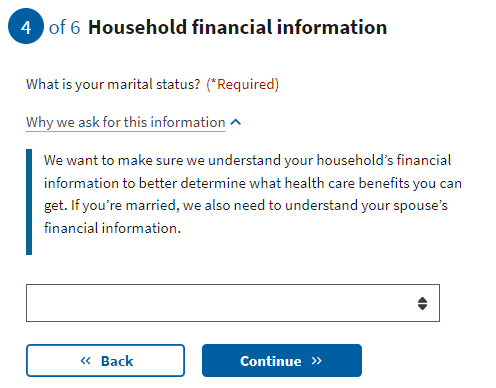 4 of 6 Household financial information
What is your marital status? (*Required)
Why we ask for this information
We want to make sure we understand your household’s financial
information to better determine what health care benefits you can
get. If you’re married, we also need to understand your spouse’s
financial information.
« Back
Continue »